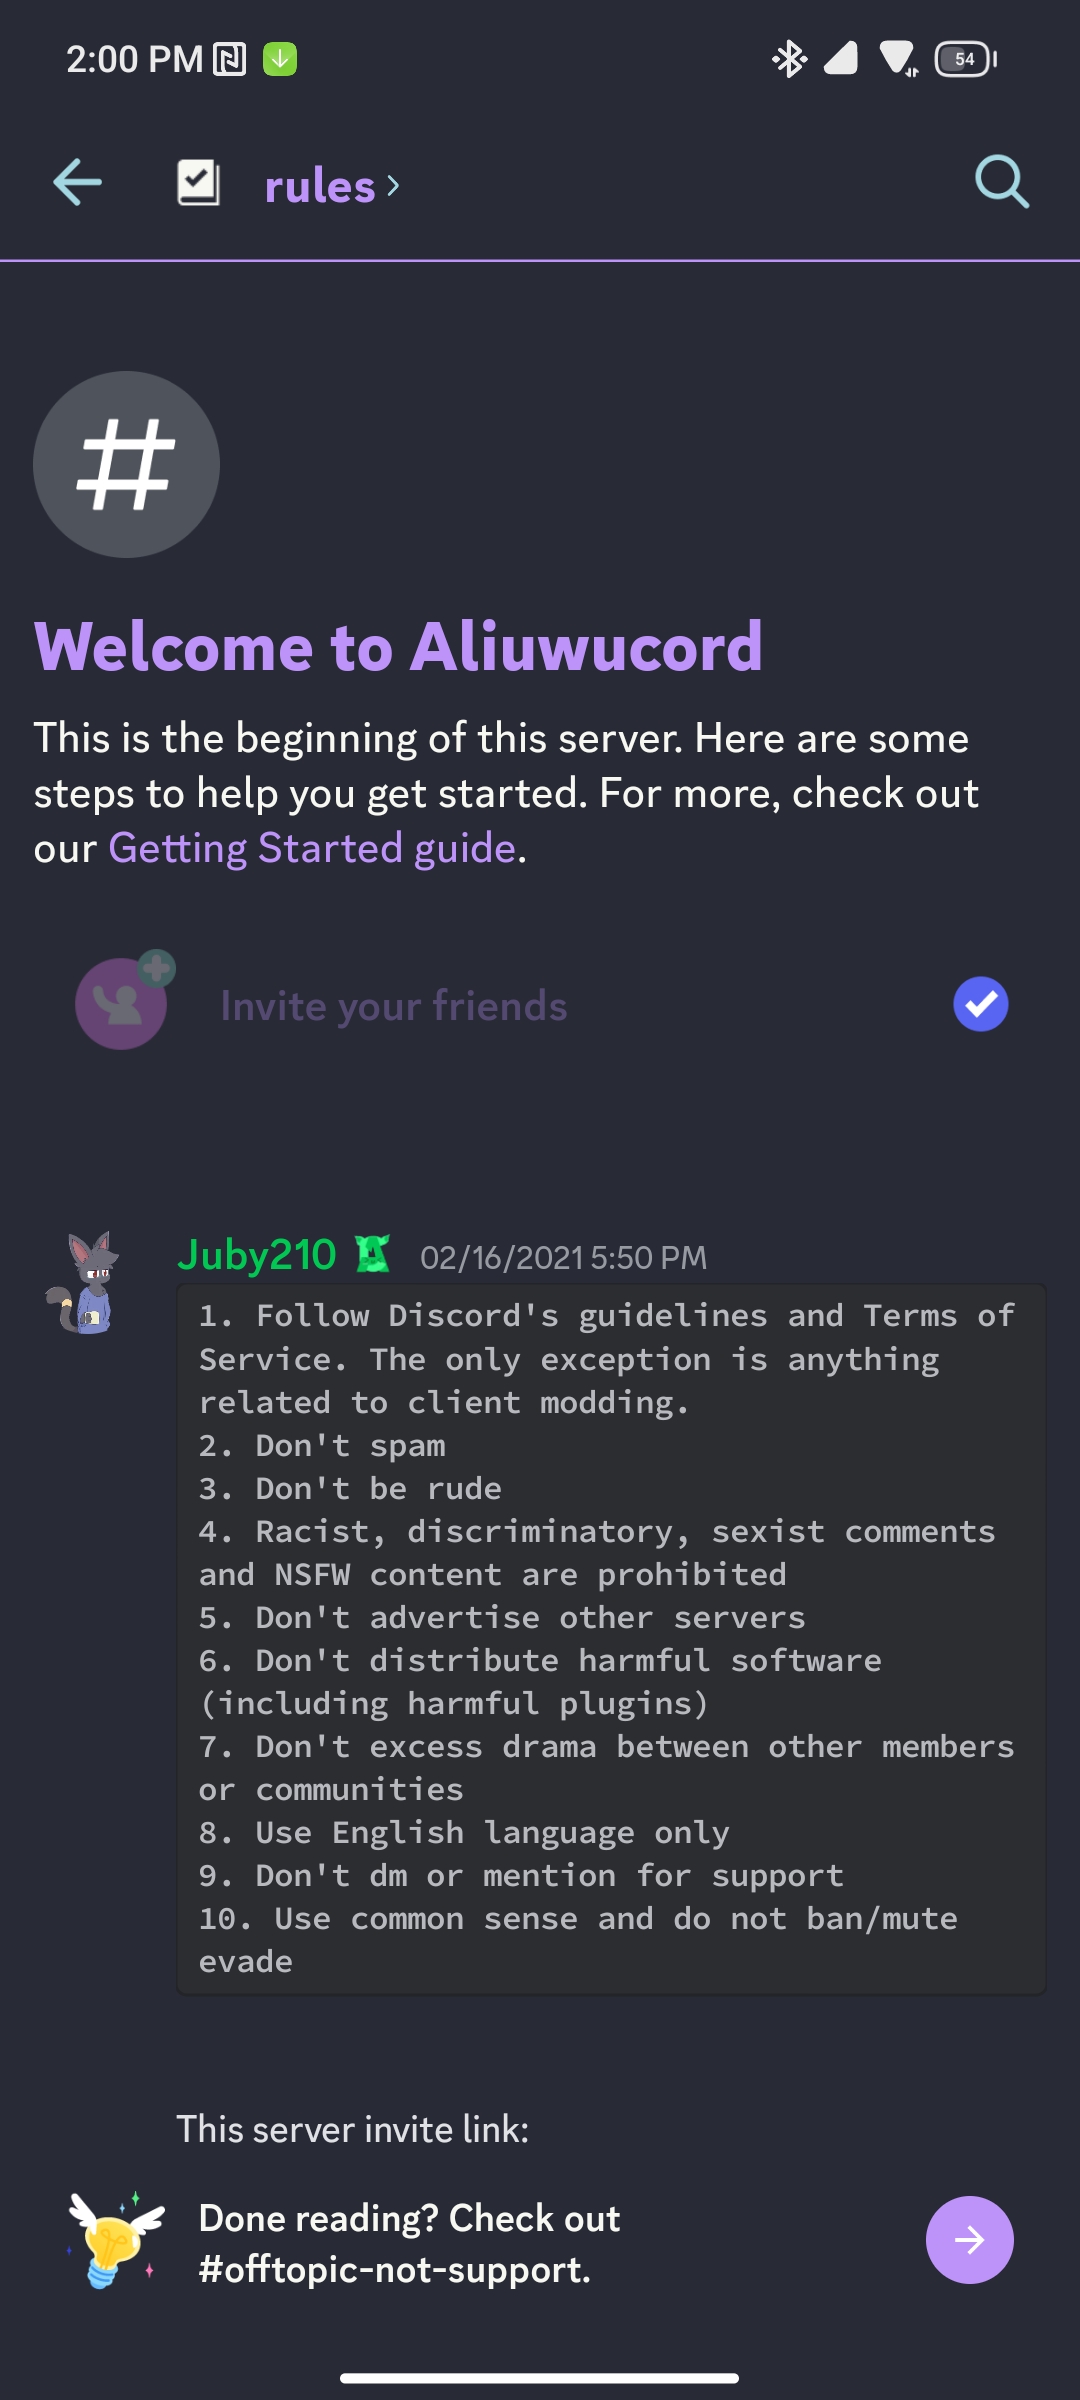 2:00 PM
54
rules
Welcome to Aliuwucord
This is the beginning of this server. Here are some
steps to help you get started. For more, check out
our Getting Started guide.
Invite your friends
Juby210 02/16/2021 5:50 PM
1. Follow Discord's guidelines and Terms of
Service. The only exception is anything
related to client modding.
2. Don't spam
3. Don't be rude
4. Racist, discriminatory, sexist comments
and NSFW content are prohibited
5. Don't advertise other servers
6. Don't distribute harmful software
(including harmful plugins)
7. Don't excess drama between other members
or communities
8. Use English language only
9. Don't dm or mention for support
10. Use common sense and do not ban/mute
evade
This server invite link:
Done reading? Check out
#offtopic-not-support.